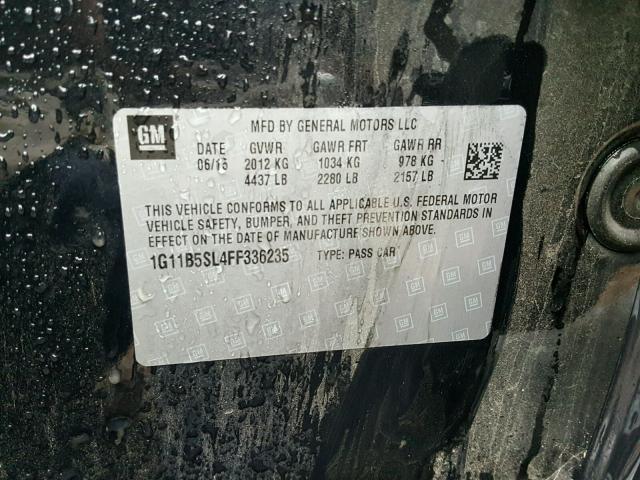 GM
MFD BY GENERAL MOTORS LLC
DATE GVWR GAWR FRT GAWR RR
06/15 2012 KG 1034 KG 978 KG
4437 LB 2280 LB 2157 LB
THIS VEHICLE CONFORMS TO ALL APPLICABLE U.S. FEDERAL MOTOR
VEHICLE SAFETY, BUMPER, AND THEFT PREVENTION STANDARDS IN
EFFECT ON THE DATE OF MANUFACTURE SHOWN ABOVE.
1G11B5SL4FF336235 TYPE: PASS CAR